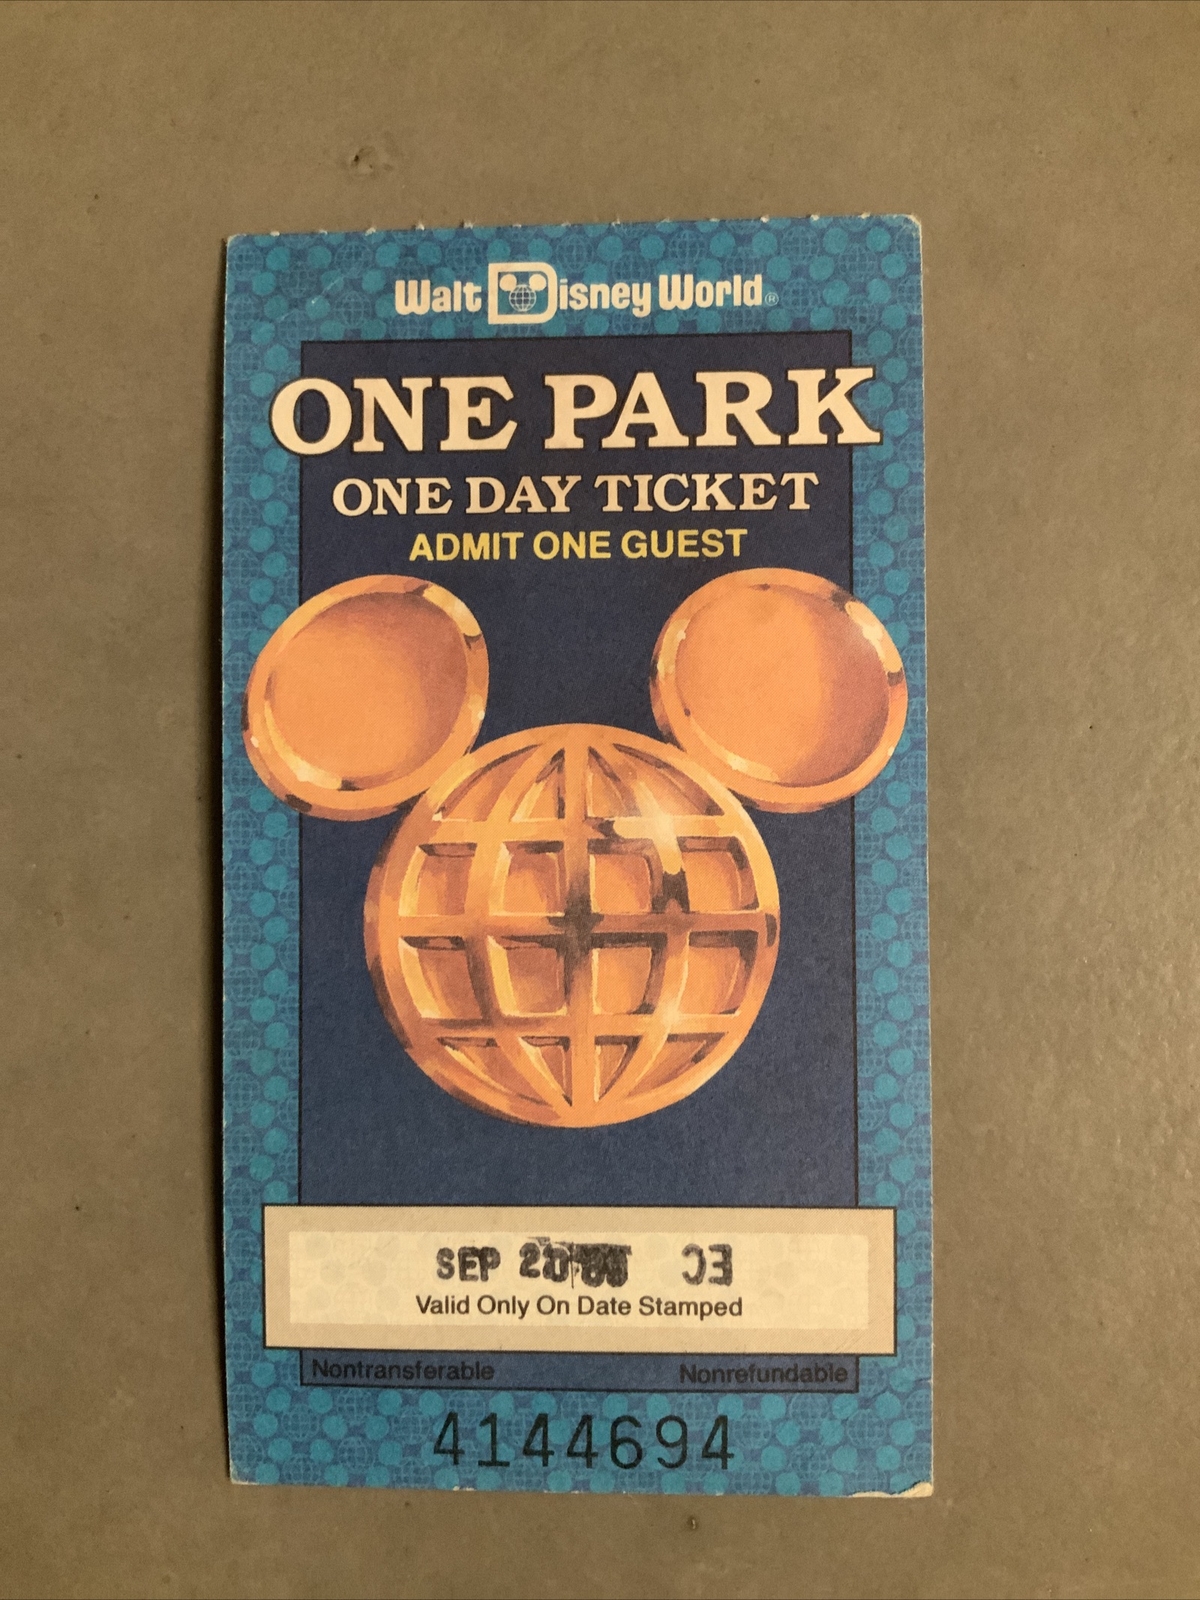 Walt Disney World®
ONE PARK
ONE DAY TICKET
ADMIT ONE GUEST
SEP
Valid Only On Date Stamped
Nontransferable Nonrefundable
4144694